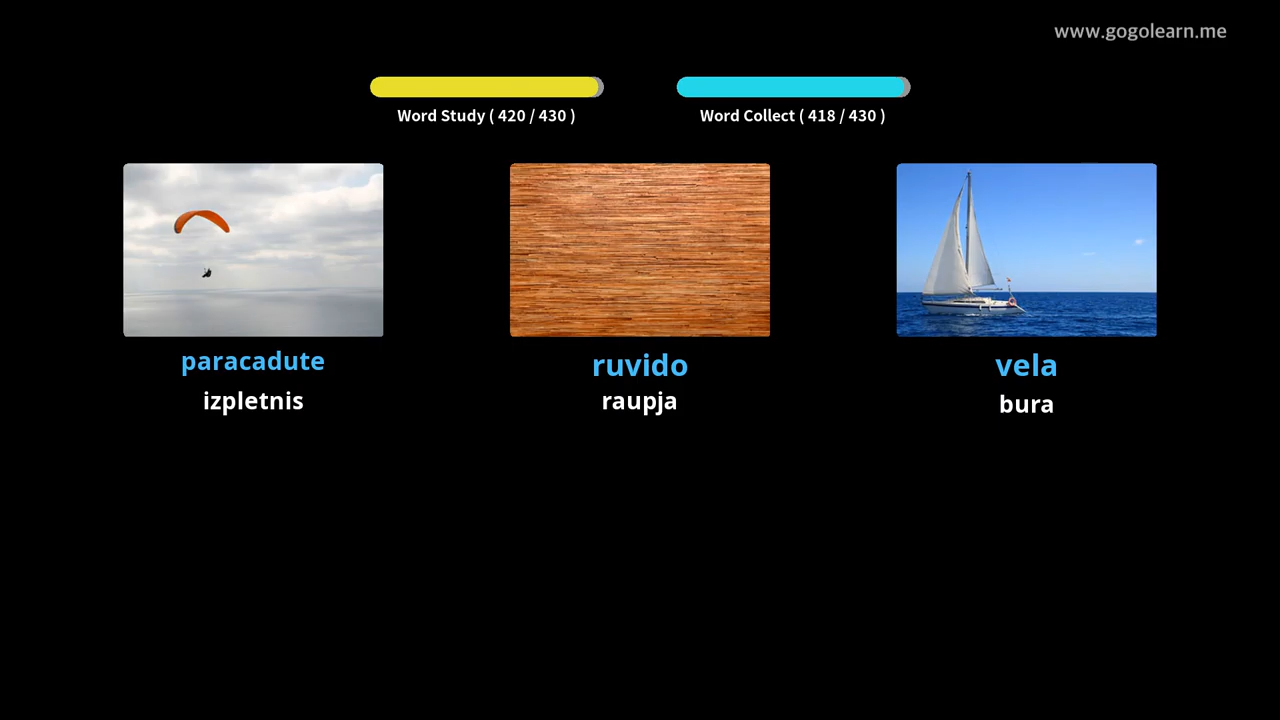 www.gogolearn.me
Word Study ( 420 / 430 )
Word Collect ( 418 / 430 )
paracadute
ruvido
vela
izpletnis
raupja
bura